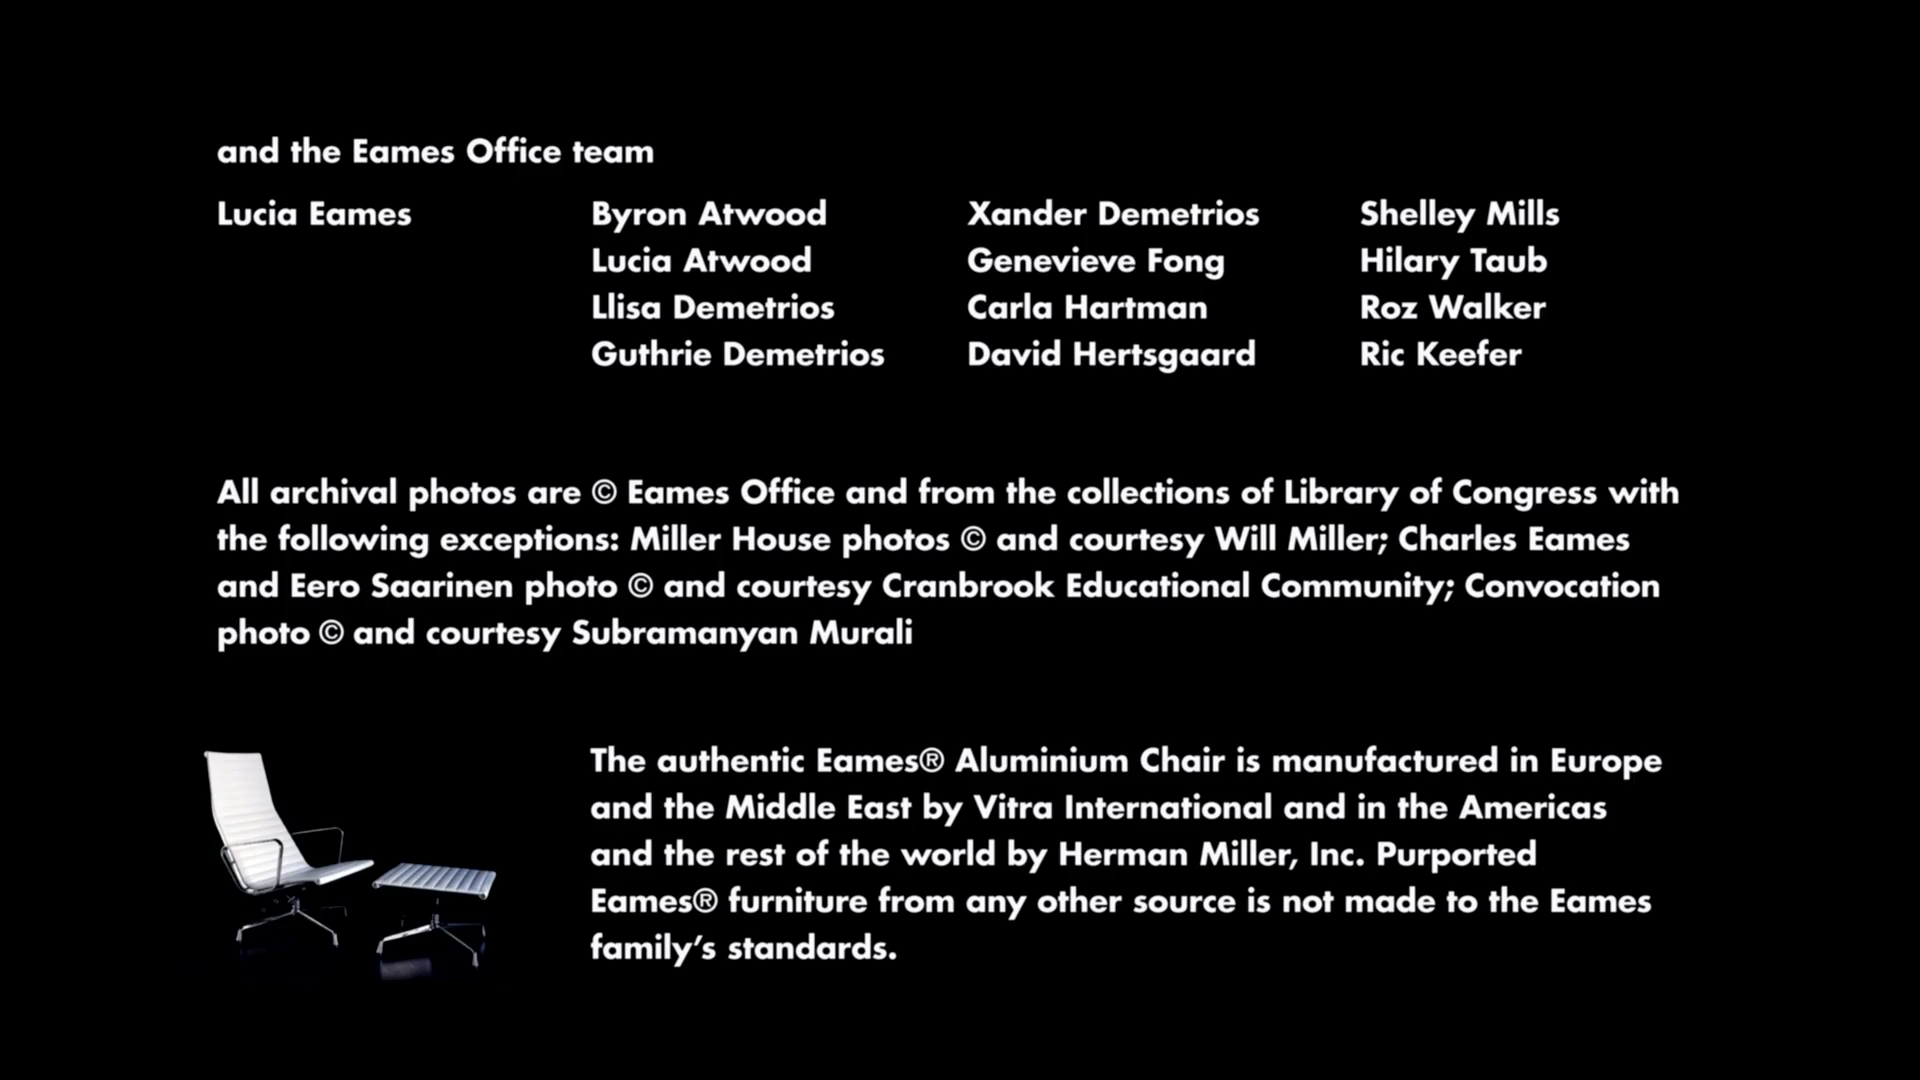 and the Eames Office team
Lucia Eames
Byron Atwood
Lucia Atwood
Llisa Demetrios
Guthrie Demetrios
Xander Demetrios
Genevieve Fong
Carla Hartman
David Hertsgaard
Shelley Mills
Hilary Taub
Roz Walker
Ric Keefer
All archival photos are © Eames Office and from the collections of Library of Congress with
the following exceptions: Miller House photos © and courtesy Will Miller; Charles Eames
and Eero Saarinen photo © and courtesy Cranbrook Educational Community; Convocation
photo © and courtesy Subramanyan Murali
The authentic Eames® Aluminium Chair is manufactured in Europe
and the Middle East by Vitra International and in the Americas
and the rest of the world by Herman Miller, Inc. Purported
Eames® furniture from any other source is not made to the Eames
family’s standards.